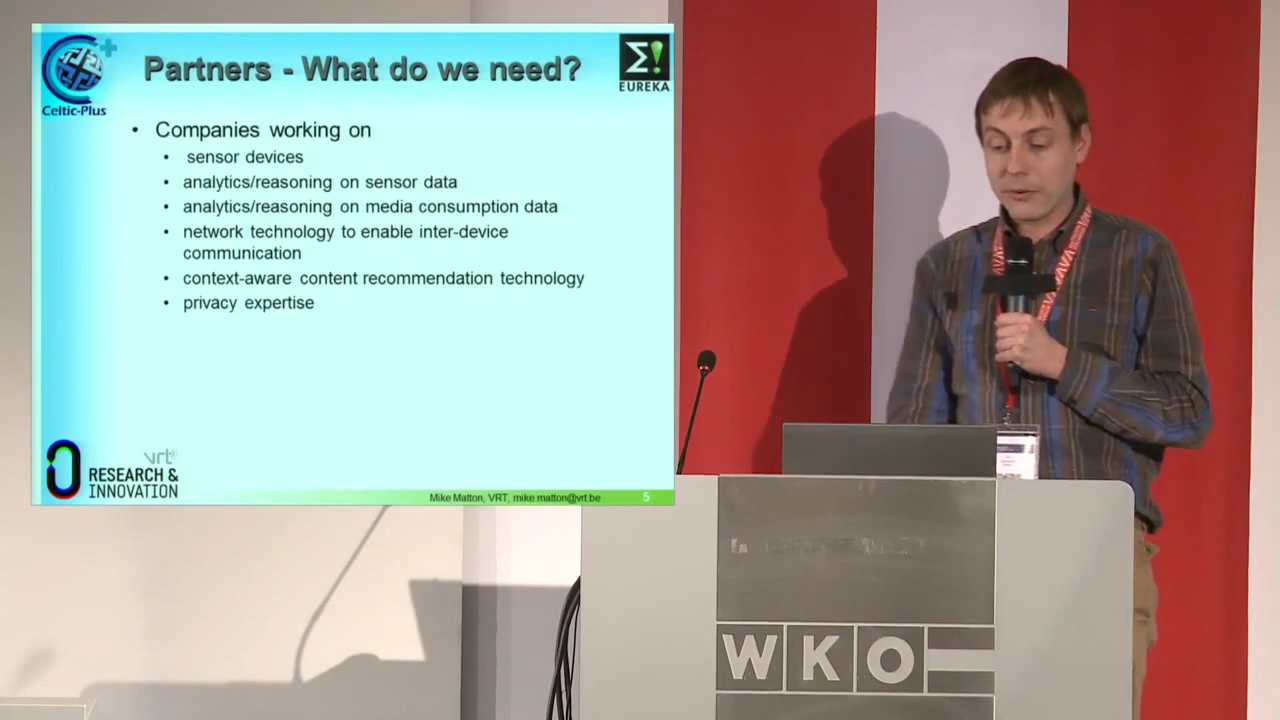 Partners - What do we need?
Celtic-Plus
Σ!
EUREKA
• Companies working on
• sensor devices
• analytics/reasoning on sensor data
• analytics/reasoning on media consumption data
• network technology to enable inter-device
communication
• context-aware content recommendation technology
• privacy expertise
vrt
RESEARCH &
INNOVATION
Mike Matton, VRT, mike.matton@vrt.be
5
WKO